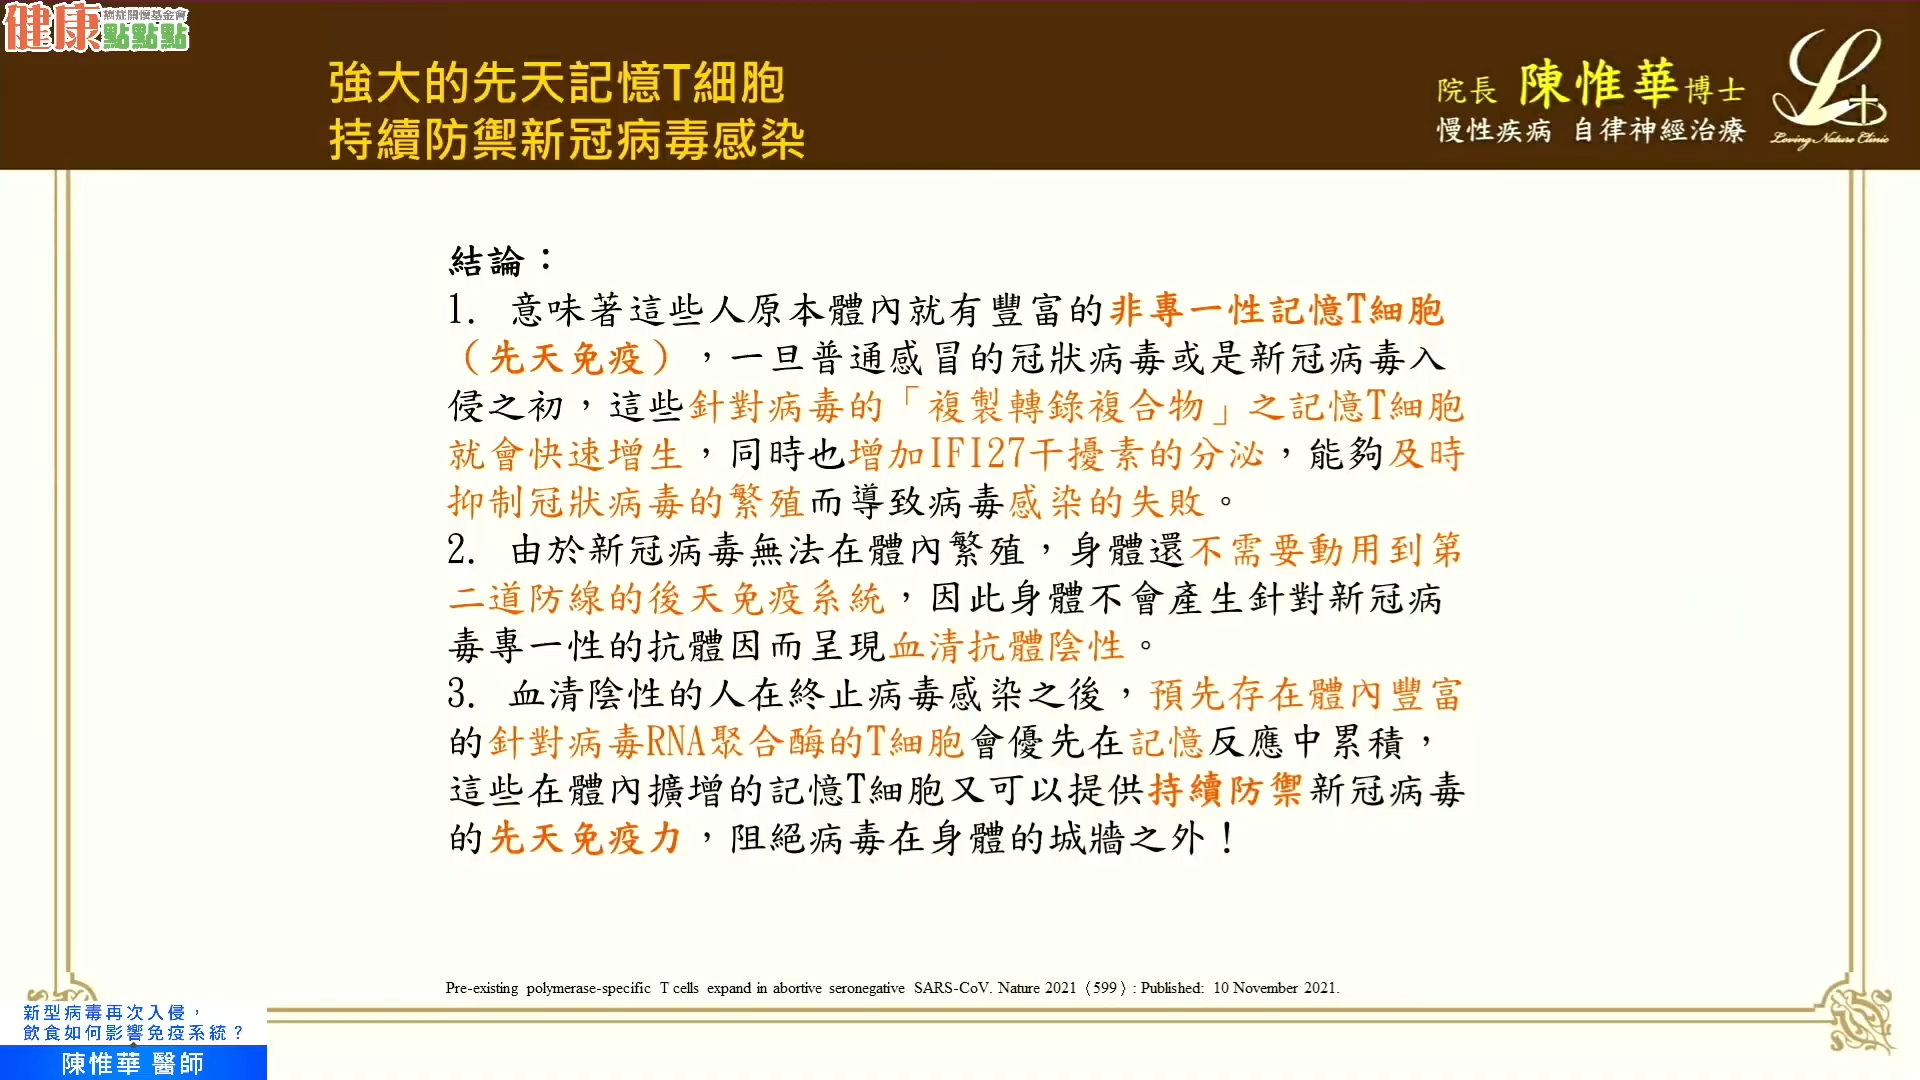 健康點點點
癌症關懷基金會
強大的先天記憶T細胞
持續防禦新冠病毒感染
院長 陳惟華博士
慢性疾病 自律神經治療
Loving Nature Clinic
結論：
1. 意味著這些人原本體內就有豐富的非專一性記憶T細胞
（先天免疫），一旦普通感冒的冠狀病毒或是新冠病毒入
侵之初，這些針對病毒的「複製轉錄複合物」之記憶T細胞
就會快速增生，同時也增加IFI27干擾素的分泌，能夠及時
抑制冠狀病毒的繁殖而導致病毒感染的失敗。
2. 由於新冠病毒無法在體內繁殖，身體還不需要動用到第
二道防線的後天免疫系統，因此身體不會產生針對新冠病
毒專一性的抗體因而呈現血清抗體陰性。
3. 血清陰性的人在終止病毒感染之後，預先存在體內豐富
的針對病毒RNA聚合酶的T細胞會優先在記憶反應中累積，
這些在體內擴增的記憶T細胞又可以提供持續防禦新冠病毒
的先天免疫力，阻絕病毒在身體的城牆之外！
Pre-existing polymerase-specific T cells expand in abortive seronegative SARS-CoV. Nature 2021（599）: Published: 10 November 2021.
新型病毒再次入侵，
飲食如何影響免疫系統？
陳惟華 醫師